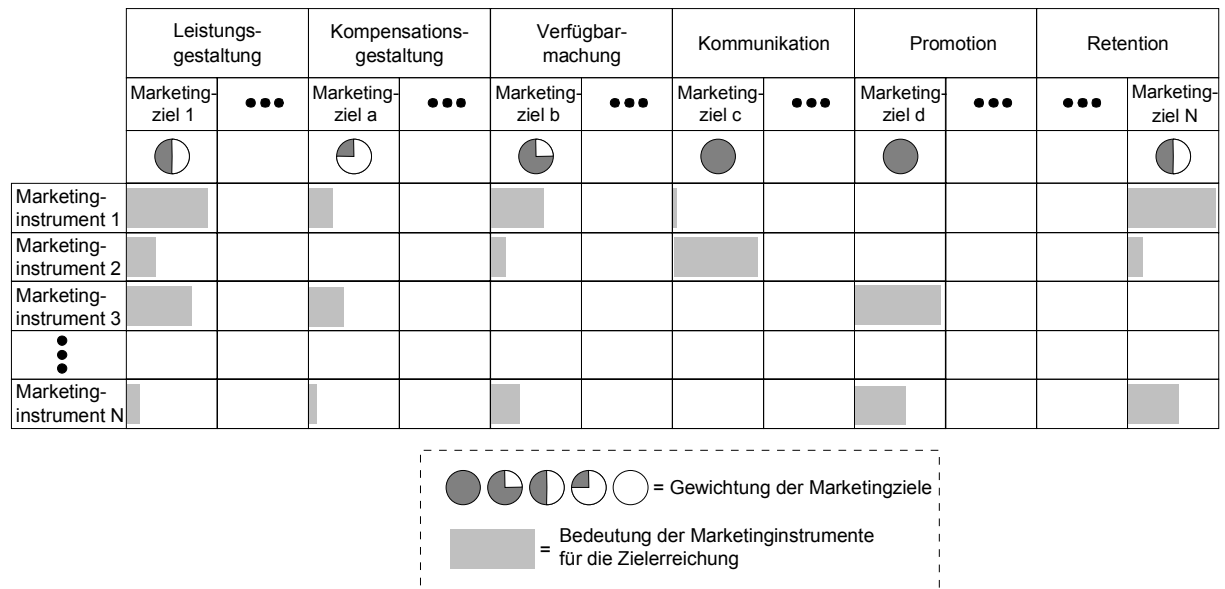 Leistungs-
gestaltung
Kompensations-
gestaltung
Verfügbar-
machung
Kommunikation
Promotion
Retention
Marketing-
ziel 1
Marketing-
ziel a
Marketing-
ziel b
Marketing-
ziel c
Marketing-
ziel d
Marketing-
ziel N
Marketing-
instrument 1
Marketing-
instrument 2
Marketing-
instrument 3
Marketing-
instrument N
= Gewichtung der Marketingziele
= Bedeutung der Marketinginstrumente
für die Zielerreichung